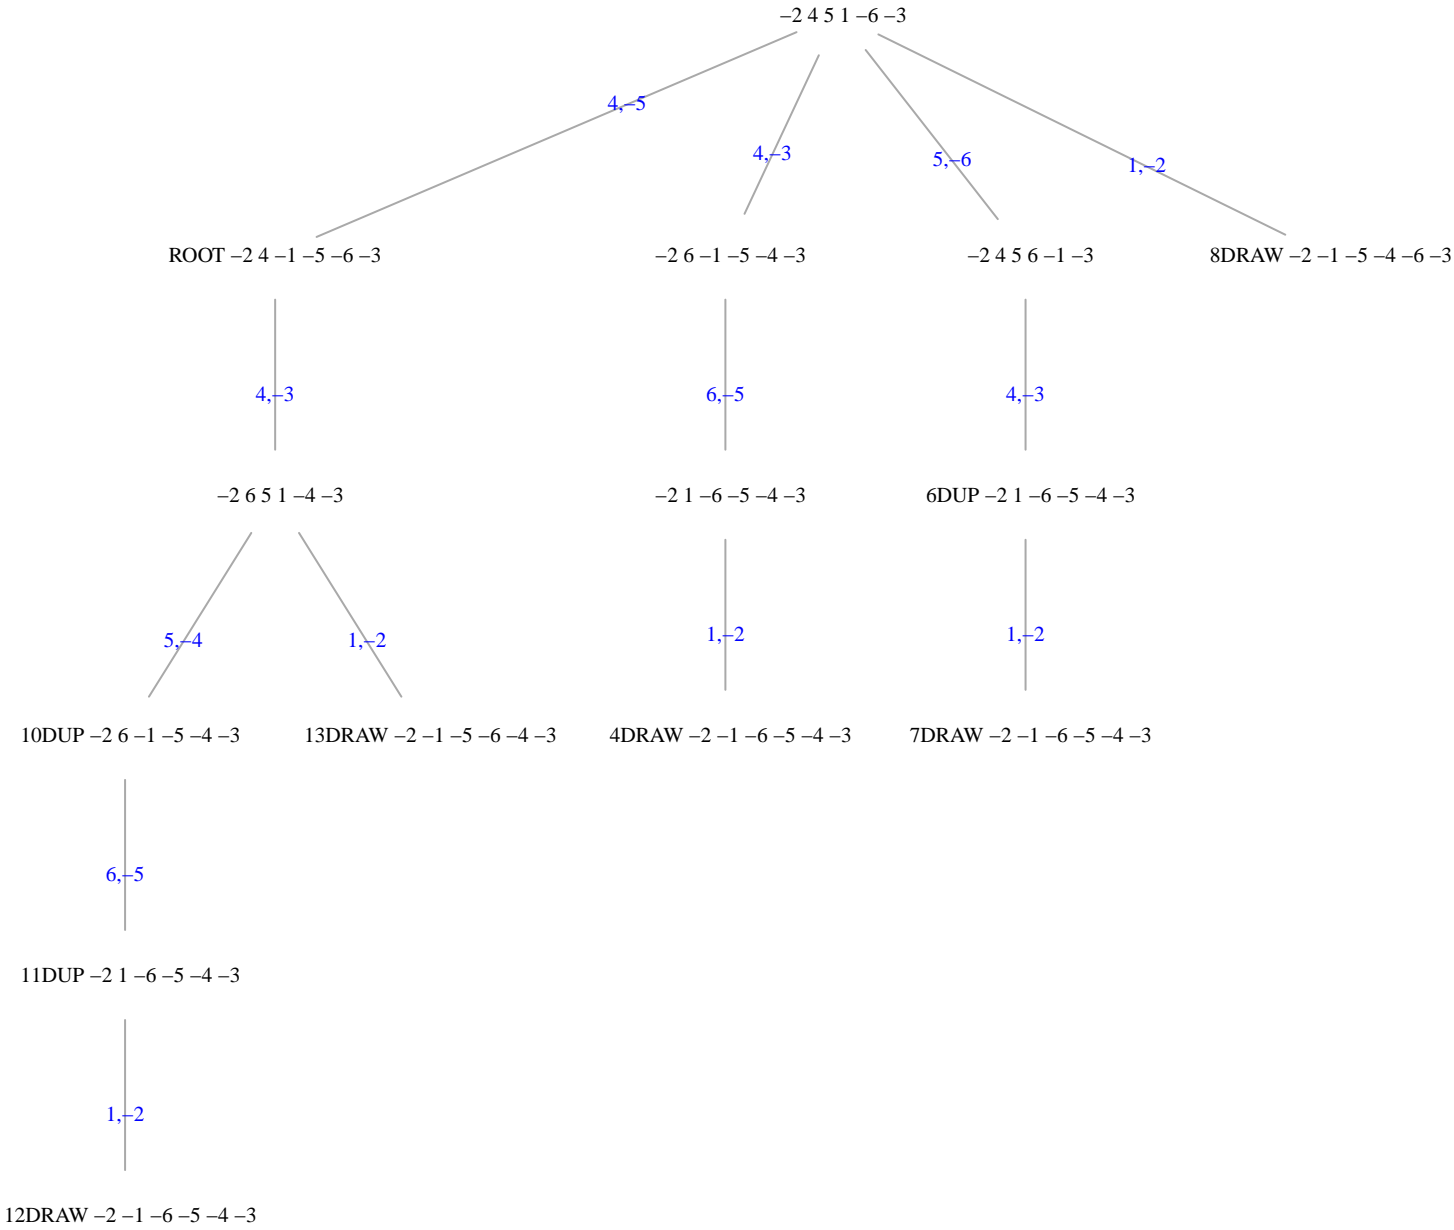 –2 4 5 1 –6 –3
4,–5
4,–3
5,–6
1,–2
ROOT –2 4 –1 –5 –6 –3
–2 6 –1 –5 –4 –3
–2 4 5 6 –1 –3
8DRAW –2 –1 –5 –4 –6 –3
4,–3
6,–5
4,–3
–2 6 5 1 –4 –3
–2 1 –6 –5 –4 –3
6DUP –2 1 –6 –5 –4 –3
5,–4
1,–2
1,–2
1,–2
10DUP –2 6 –1 –5 –4 –3
13DRAW –2 –1 –5 –6 –4 –3
4DRAW –2 –1 –6 –5 –4 –3
7DRAW –2 –1 –6 –5 –4 –3
6,–5
11DUP –2 1 –6 –5 –4 –3
1,–2
12DRAW –2 –1 –6 –5 –4 –3